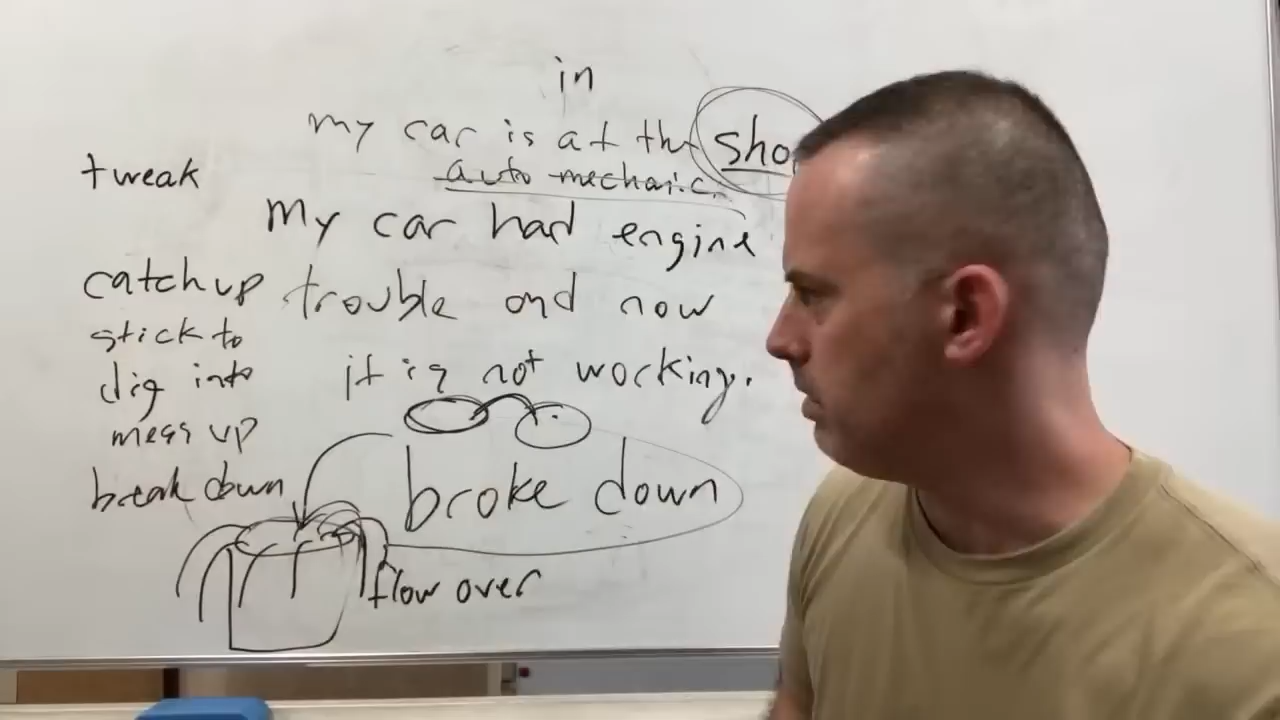 in
my car is at the sho
auto mechanic
tweak
my car had engine
trouble and now
it is not working.
broke down
catch up
stick to
dig into
mess up
break down
flow over